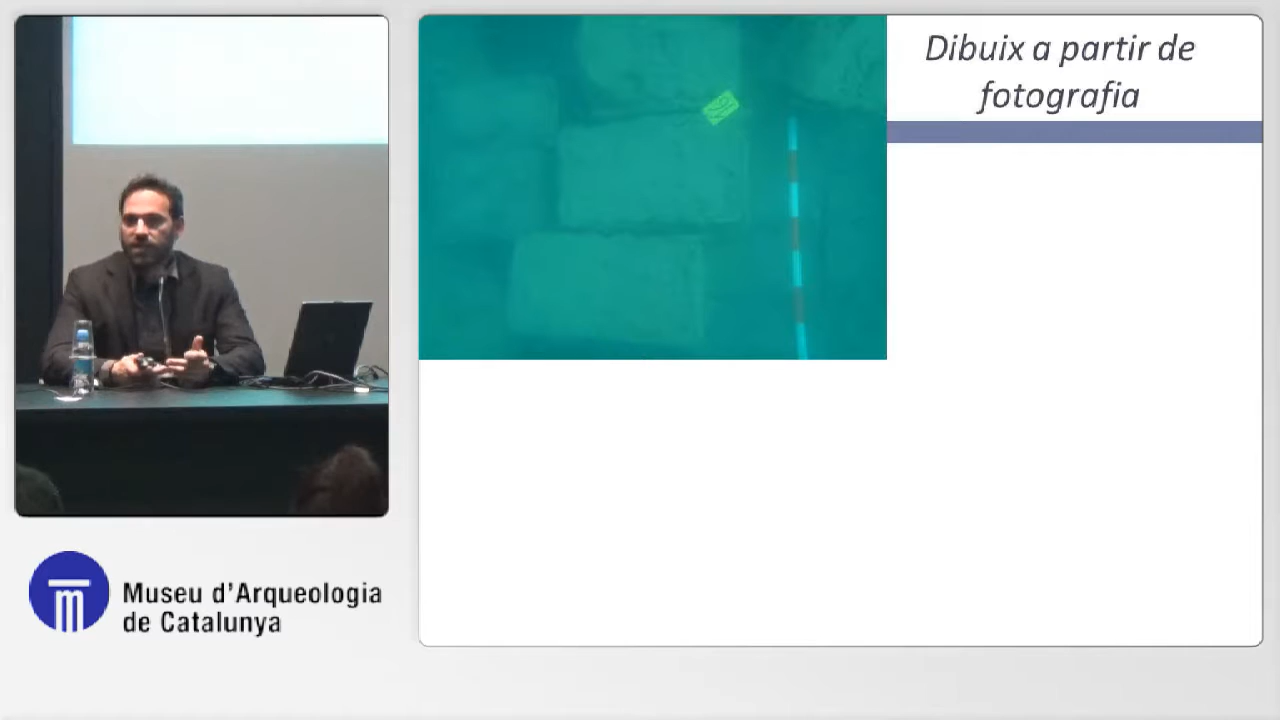 Dibuix a partir de
fotografia
Museu d'Arqueologia
de Catalunya